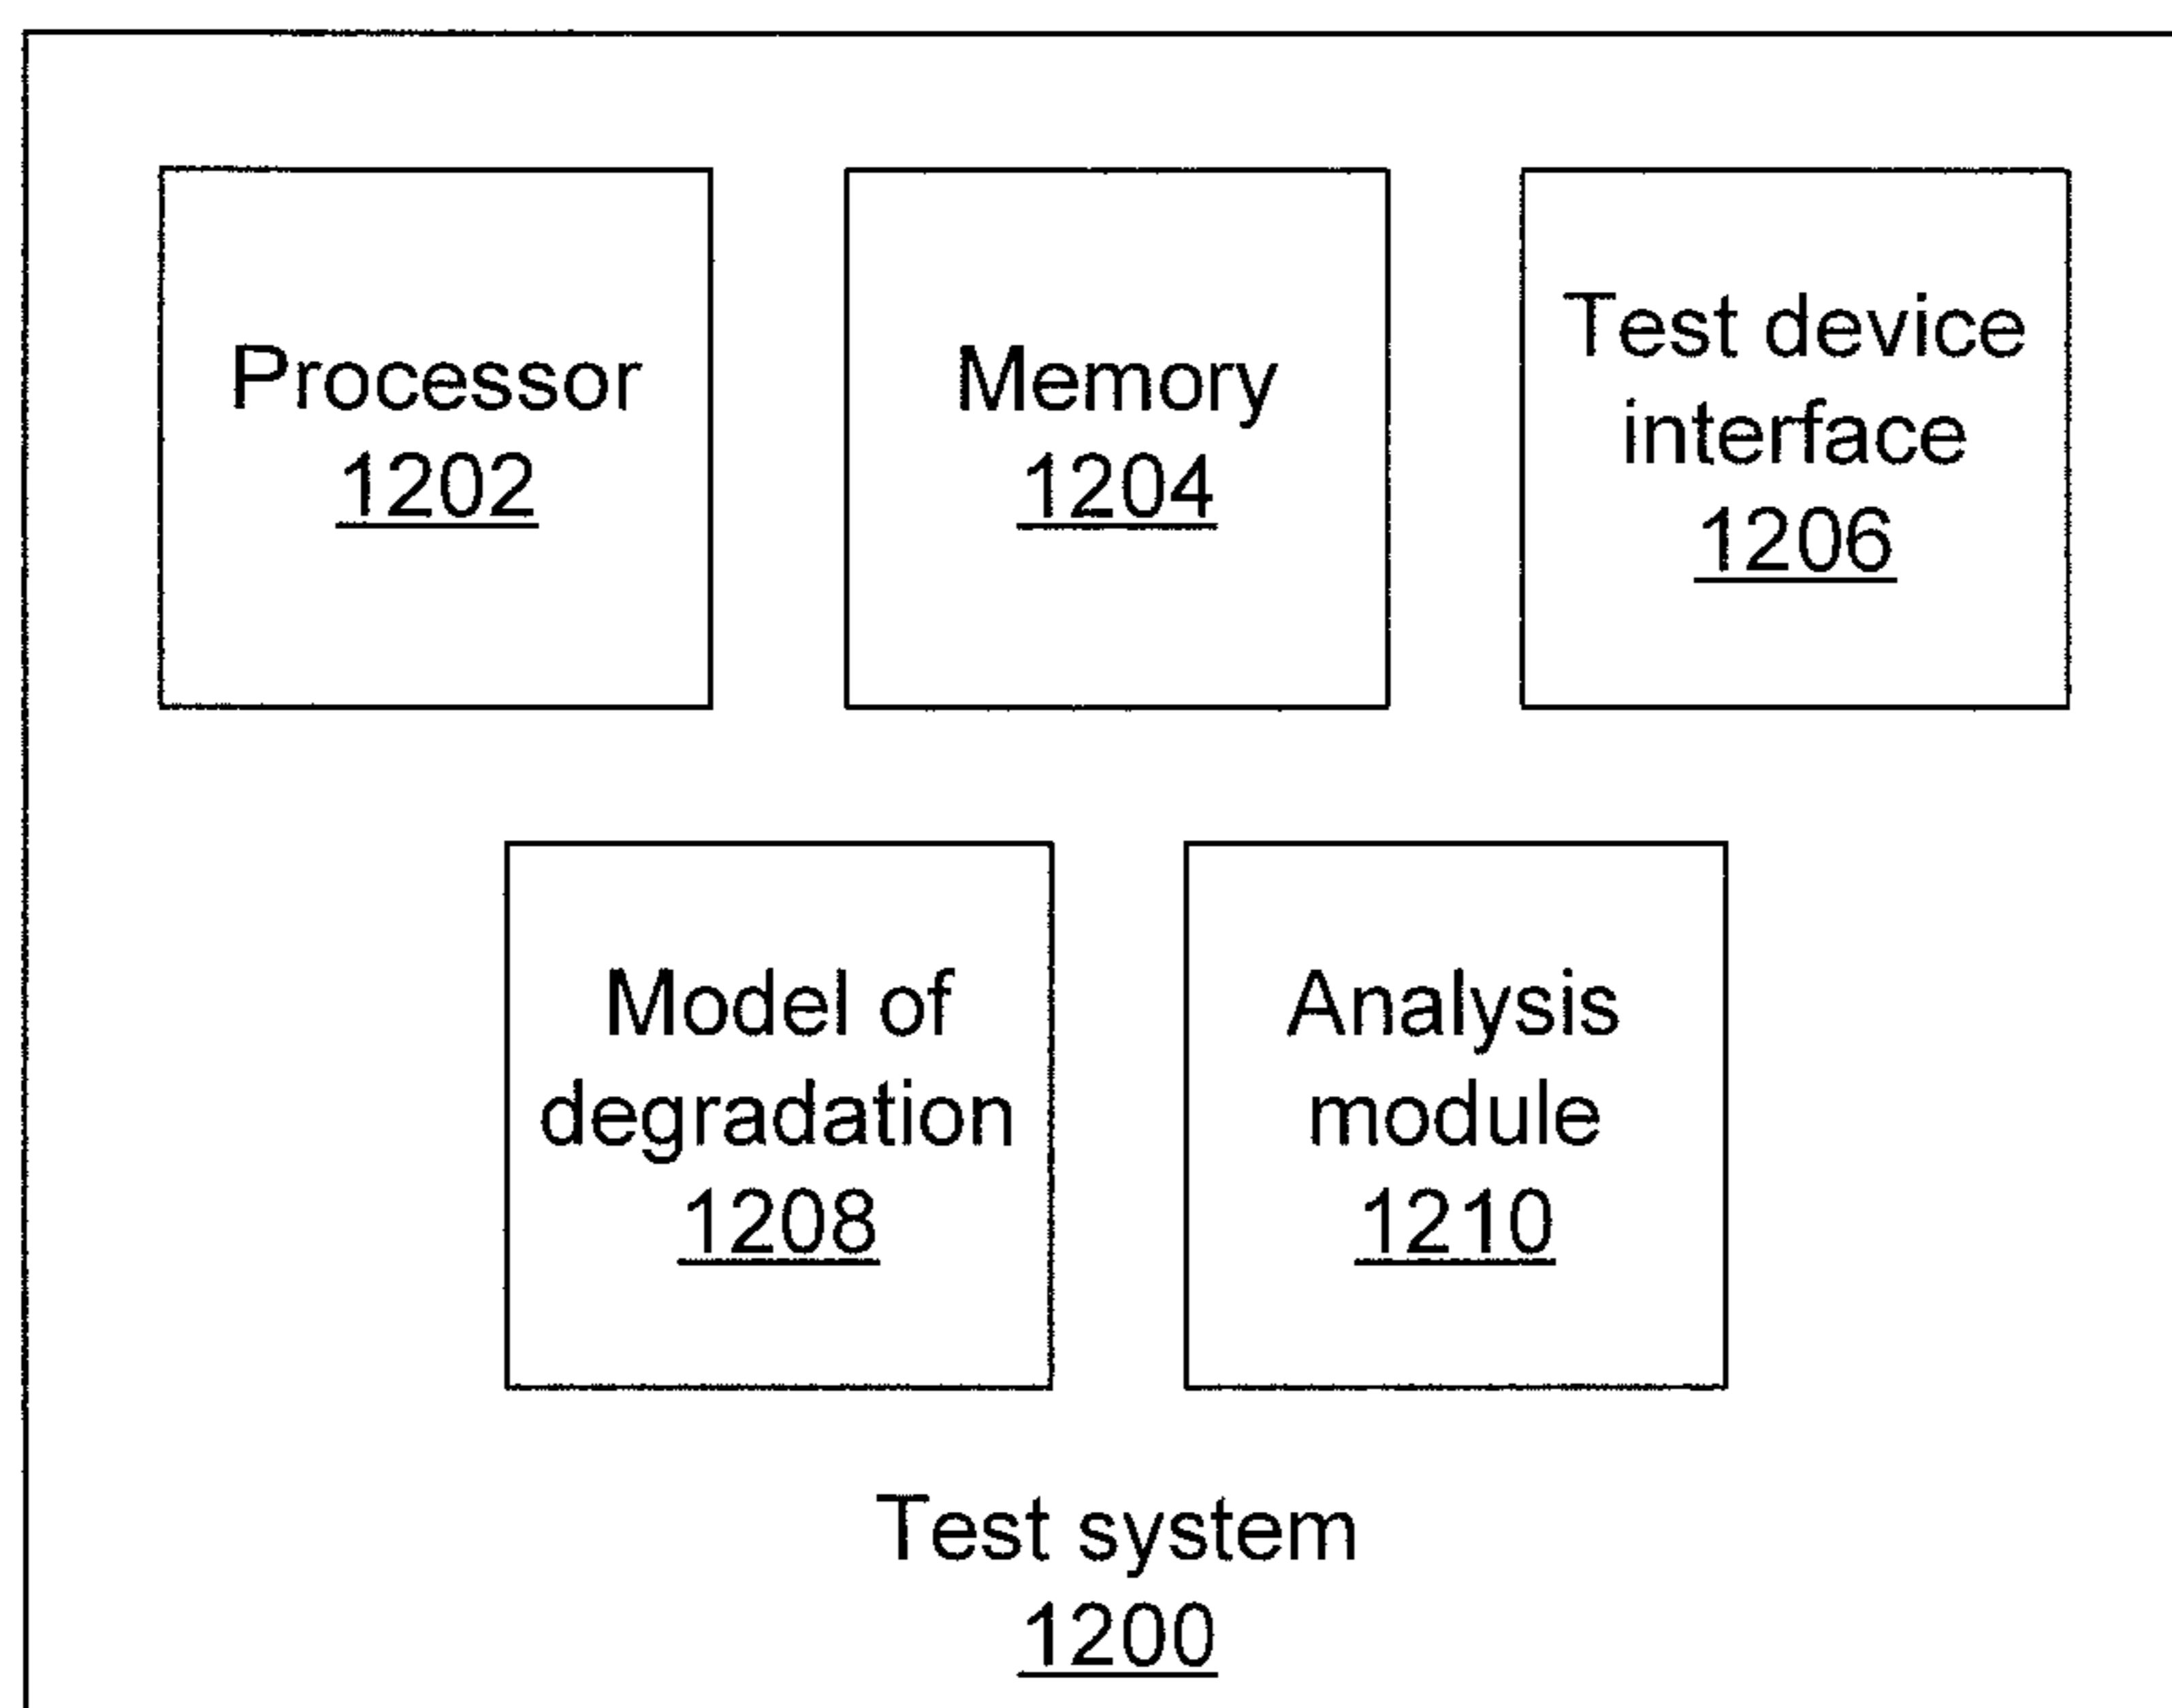 Processor
1202
Memory
1204
Test device
interface
1206
Model of
degradation
1208
Analysis
module
1210
Test system
1200